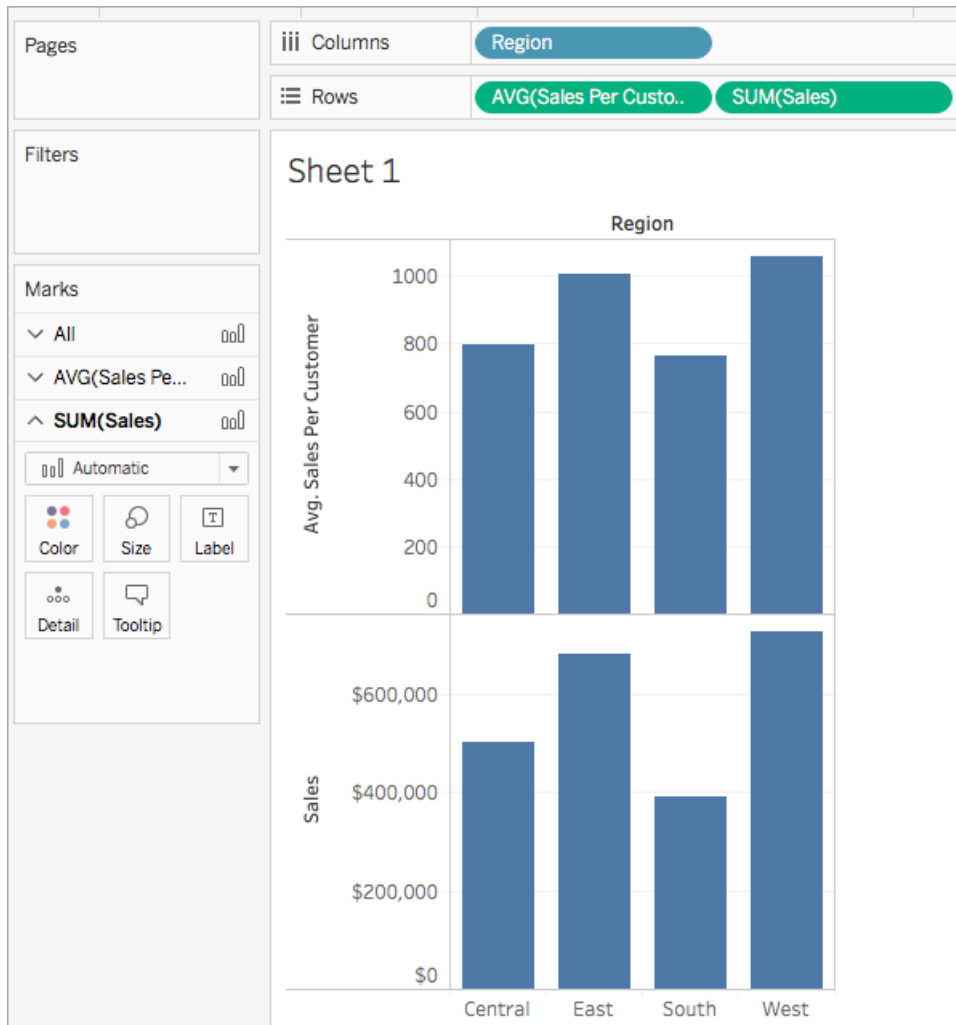 Pages
Columns
Region
Rows
AVG(Sales Per Custo..
SUM(Sales)
Filters
Sheet 1
Region
Marks
All
AVG(Sales Pe...
SUM(Sales)
Automatic
Color
Size
T
Label
Detail
Tooltip
Avg. Sales Per Customer
1000
800
600
400
200
0
Sales
$600,000
$400,000
$200,000
$0
Central
East
South
West